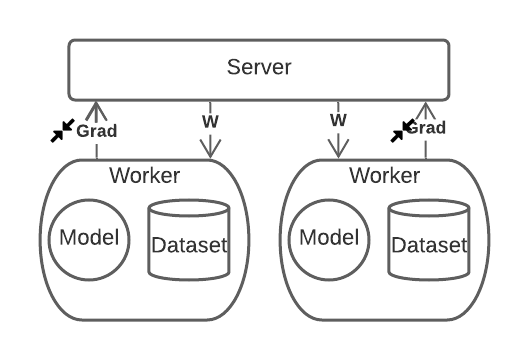 Server
Grad
W
W
Grad
Worker
Worker
Model
Dataset
Model
Dataset